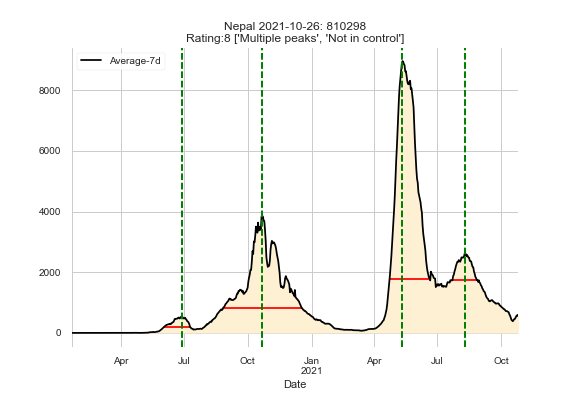 Nepal 2021-10-26: 810298
Rating:8 ['Multiple peaks', 'Not in control']
Average-7d
8000
6000
4000
2000
0
Apr
Jul
Oct
Jan
2021
Apr
Jul
Oct
Date